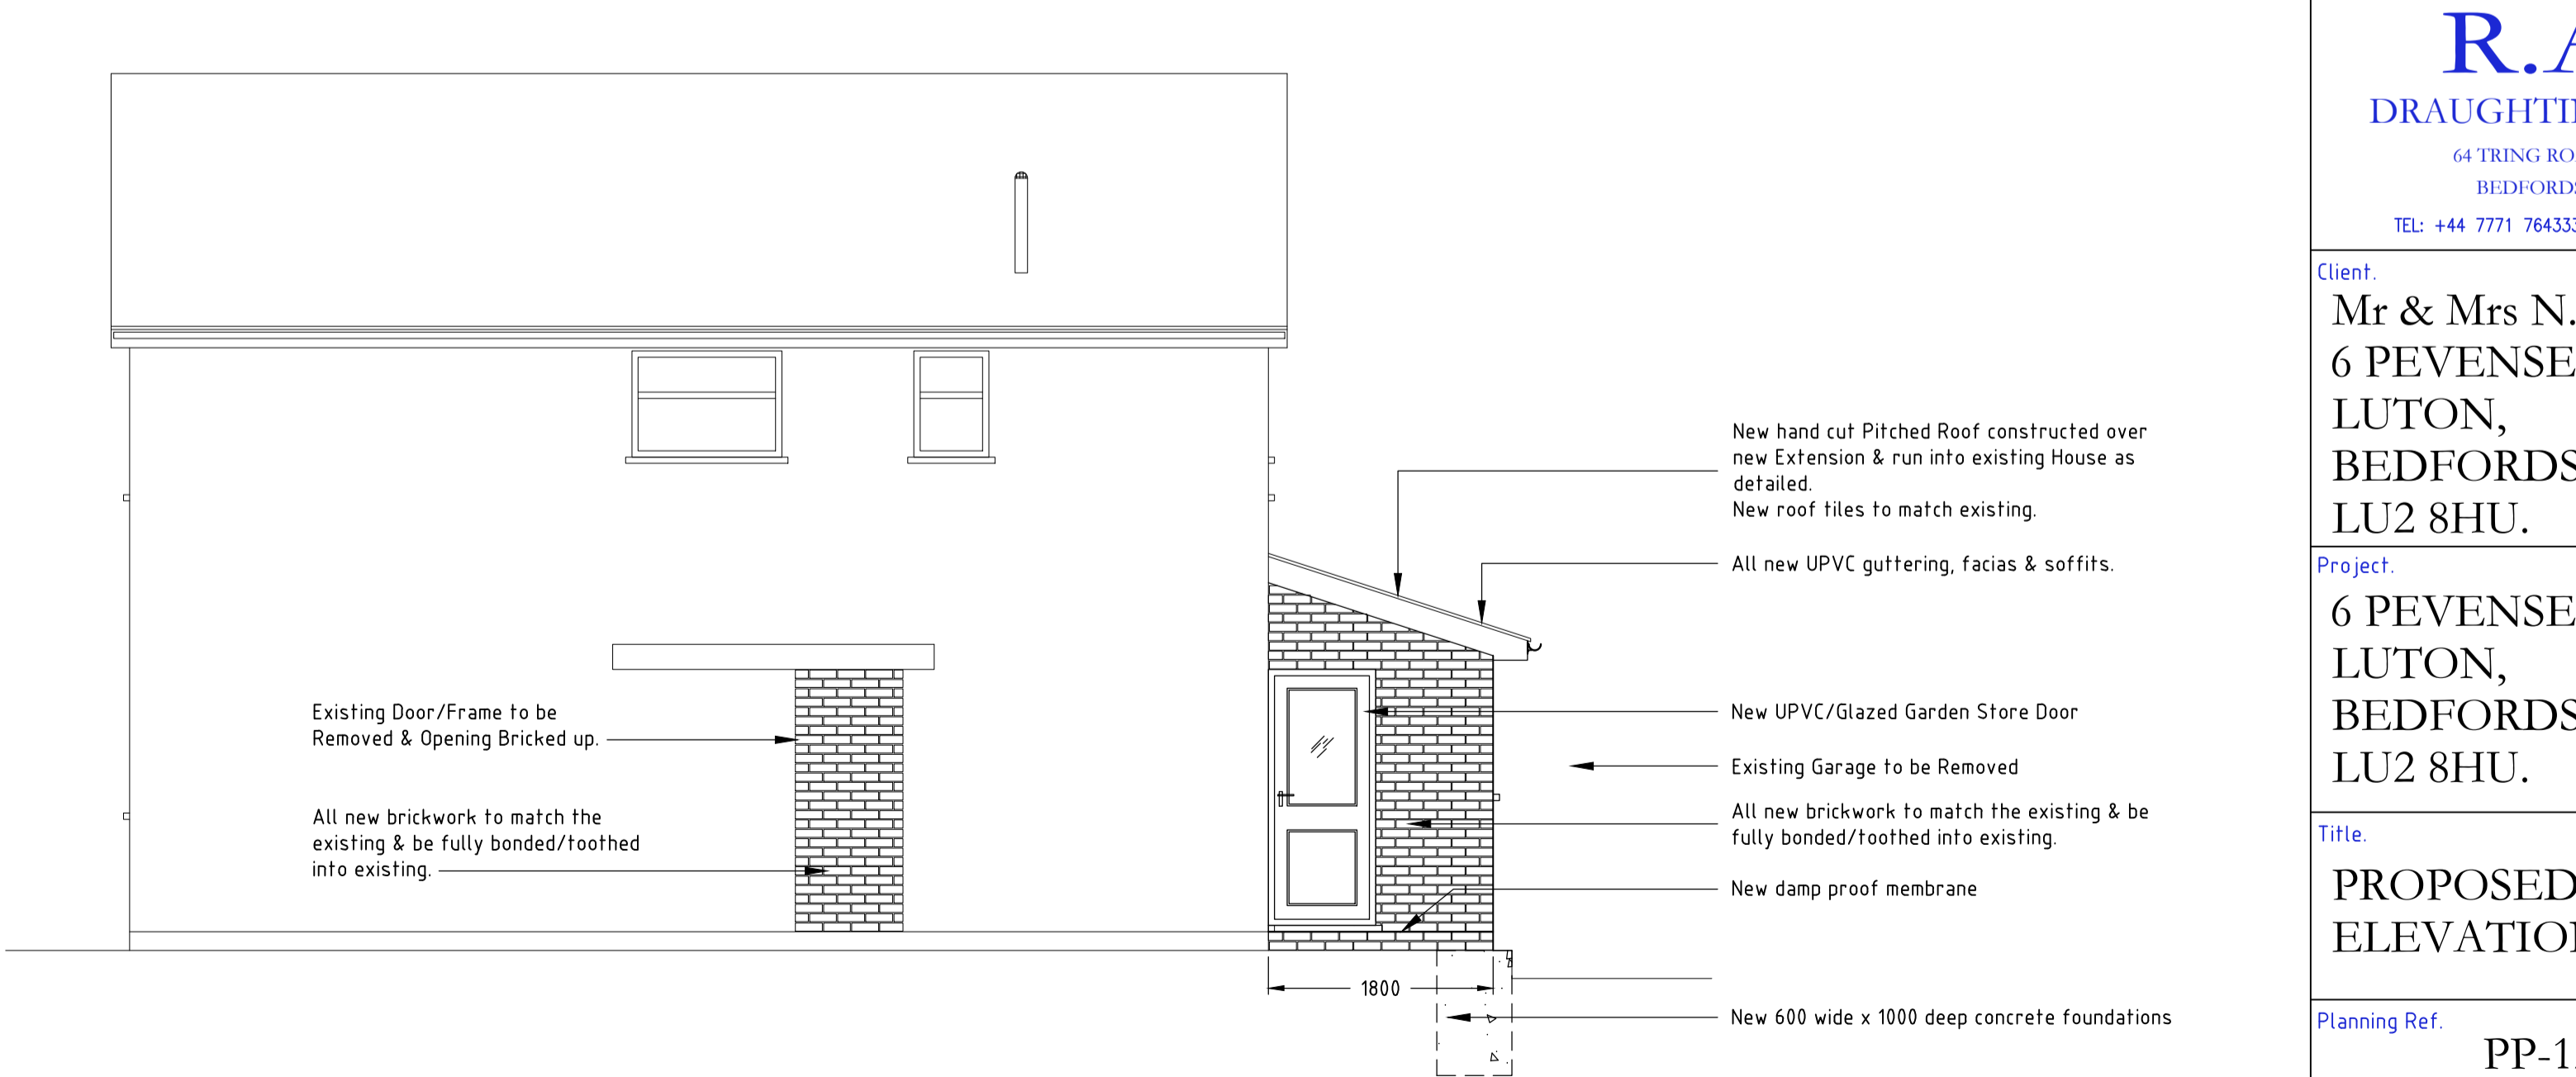 Existing Door/Frame to be
Removed & Opening Bricked up.
All new brickwork to match the
existing & be fully bonded/toothed
into existing.
New hand cut Pitched Roof constructed over
new Extension & run into existing House as
detailed.
New roof tiles to match existing.
All new UPVC guttering, facias & soffits.
New UPVC/Glazed Garden Store Door
Existing Garage to be Removed
All new brickwork to match the existing & be
fully bonded/toothed into existing.
New damp proof membrane
1800
New 600 wide x 1000 deep concrete foundations
R.A
DRAUGHTI
64 TRING RO
BEDFORDS
TEL: +44 7771 764333
Client.
Mr & Mrs N.
6 PEVENSE
LUTON,
BEDFORDS
LU2 8HU.
Project.
6 PEVENSE
LUTON,
BEDFORDS
LU2 8HU.
Title.
PROPOSED
ELEVATIO
Planning Ref.
PP-1